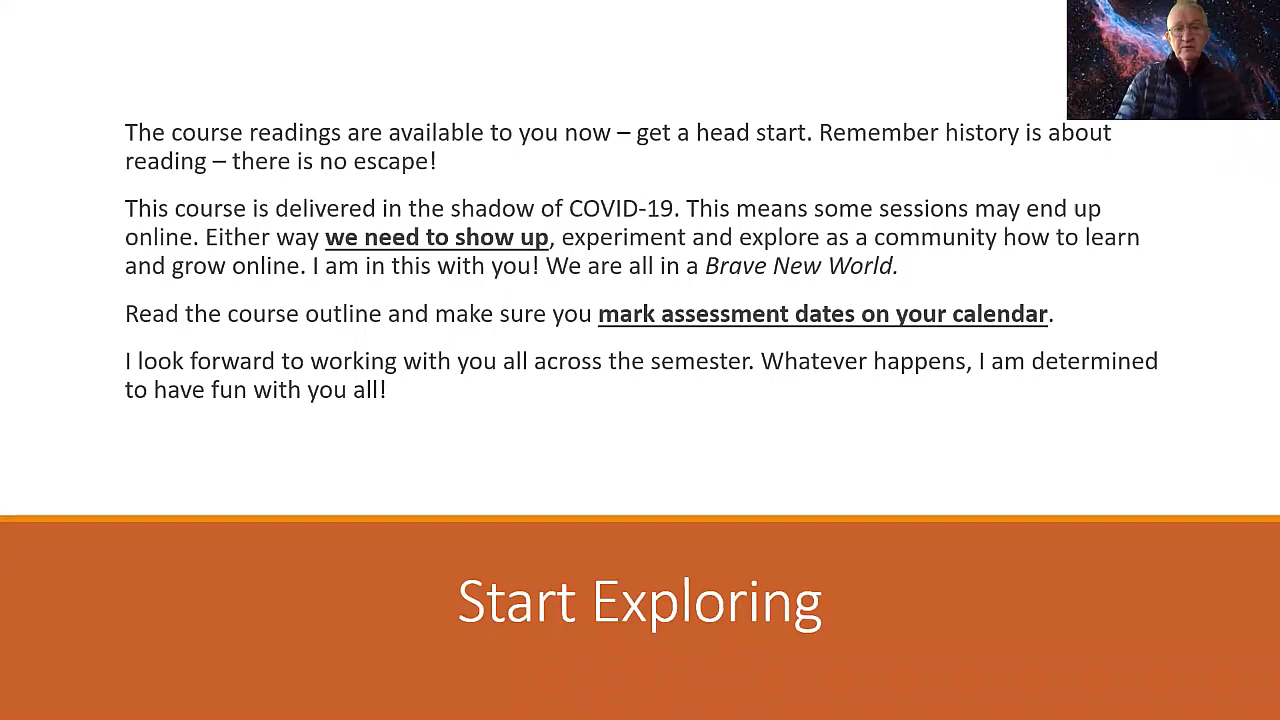 The course readings are available to you now – get a head start. Remember history is about
reading – there is no escape!
This course is delivered in the shadow of COVID-19. This means some sessions may end up
online. Either way we need to show up, experiment and explore as a community how to learn
and grow online. I am in this with you! We are all in a Brave New World.
Read the course outline and make sure you mark assessment dates on your calendar.
I look forward to working with you all across the semester. Whatever happens, I am determined
to have fun with you all!
Start Exploring